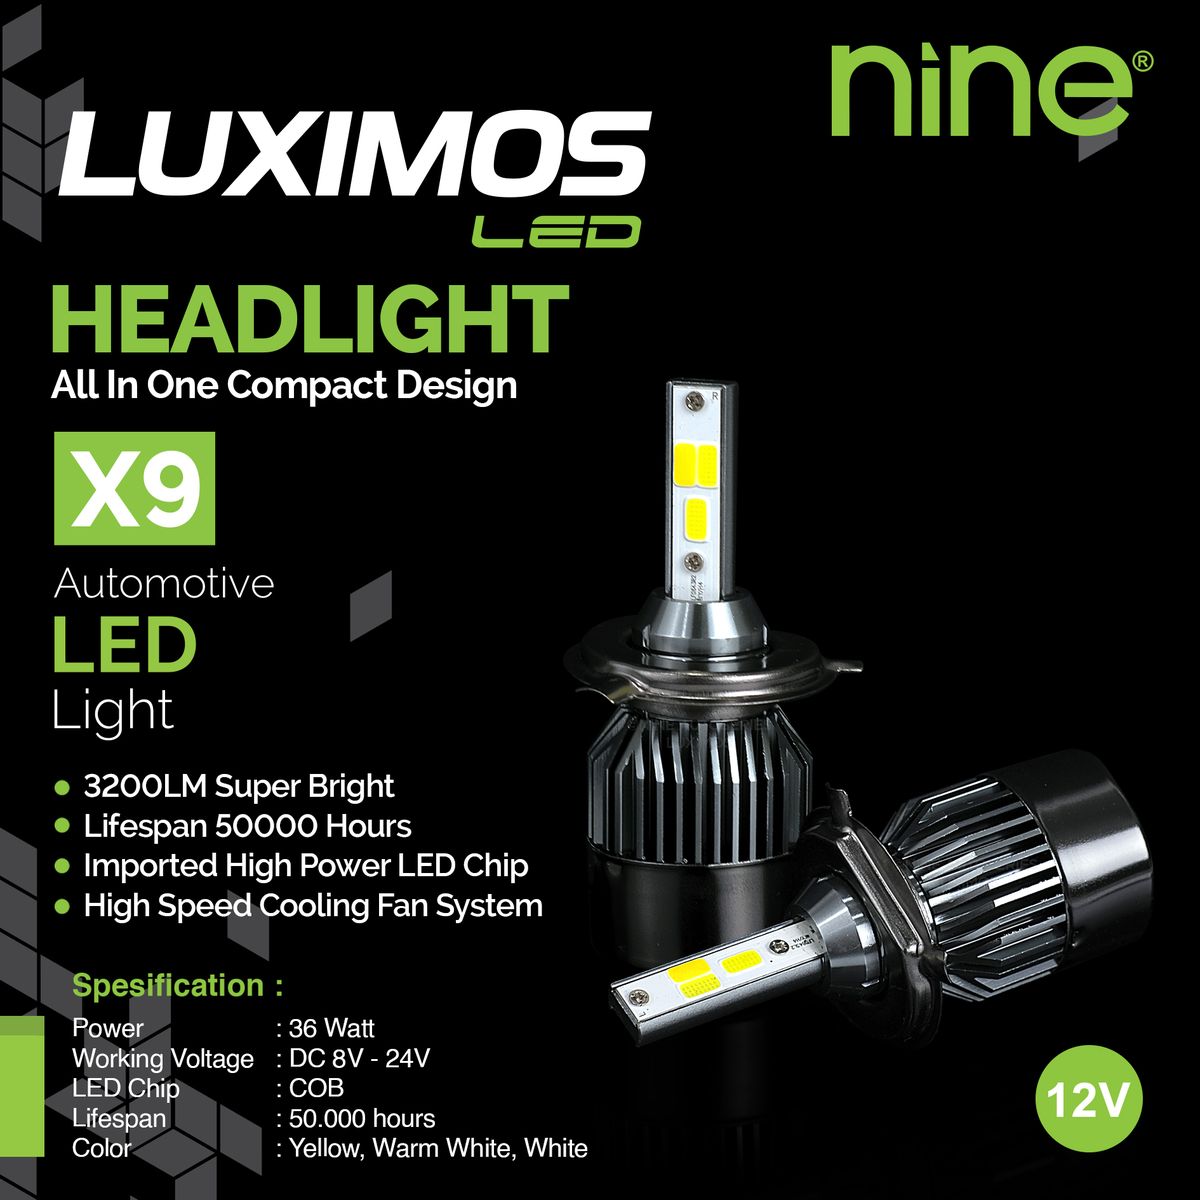 nine®
LUXIMOS
LED
HEADLIGHT
All In One Compact Design
X9
Automotive
LED
Light
3200LM Super Bright
Lifespan 50000 Hours
Imported High Power LED Chip
High Speed Cooling Fan System
Spesification :
Power : 36 Watt
Working Voltage : DC 8V - 24V
LED Chip : COB
Lifespan : 50.000 hours
Color : Yellow, Warm White, White
12V
R
L